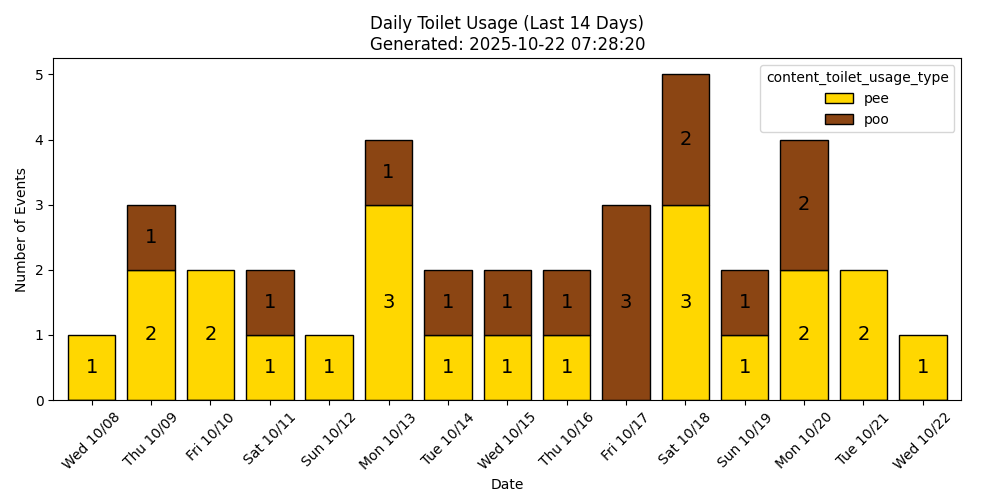 Daily Toilet Usage (Last 14 Days)
Generated: 2025-10-22 07:28:20
content_toilet_usage_type
pee
poo
Number of Events
5
4
3
2
1
0
1
2
1
2
1
1
1
3
1
1
1
1
1
1
1
3
3
2
1
1
2
2
2
1
Wed 10/08
Thu 10/09
Fri 10/10
Sat 10/11
Sun 10/12
Mon 10/13
Tue 10/14
Wed 10/15
Thu 10/16
Fri 10/17
Sat 10/18
Sun 10/19
Mon 10/20
Tue 10/21
Wed 10/22
Date